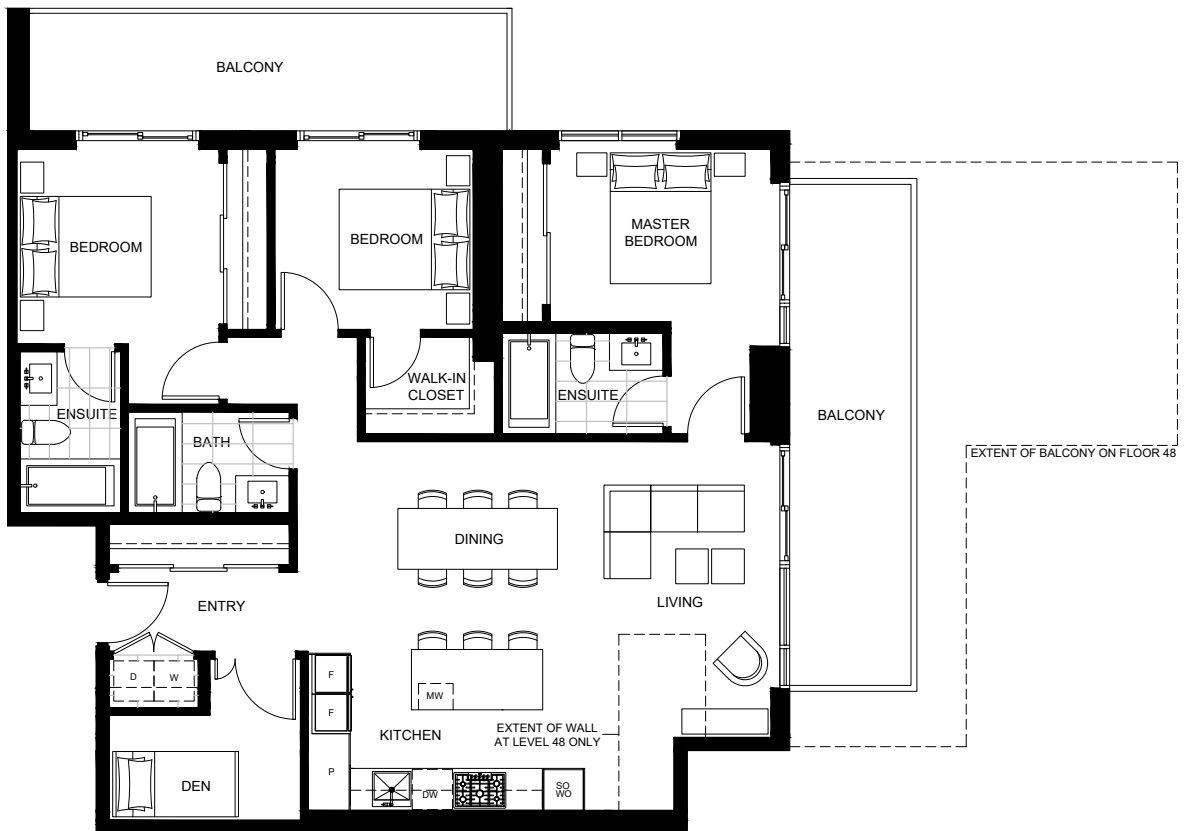 BALCONY
BEDROOM
BEDROOM
MASTER
BEDROOM
WALK-IN
CLOSET
ENSUITE
ENSUITE
BATH
BALCONY
EXTENT OF BALCONY ON FLOOR 48
DINING
ENTRY
LIVING
D
W
F
F
MW
EXTENT OF WALL
AT LEVEL 48 ONLY
KITCHEN
P
DEN
DW
SO
WO